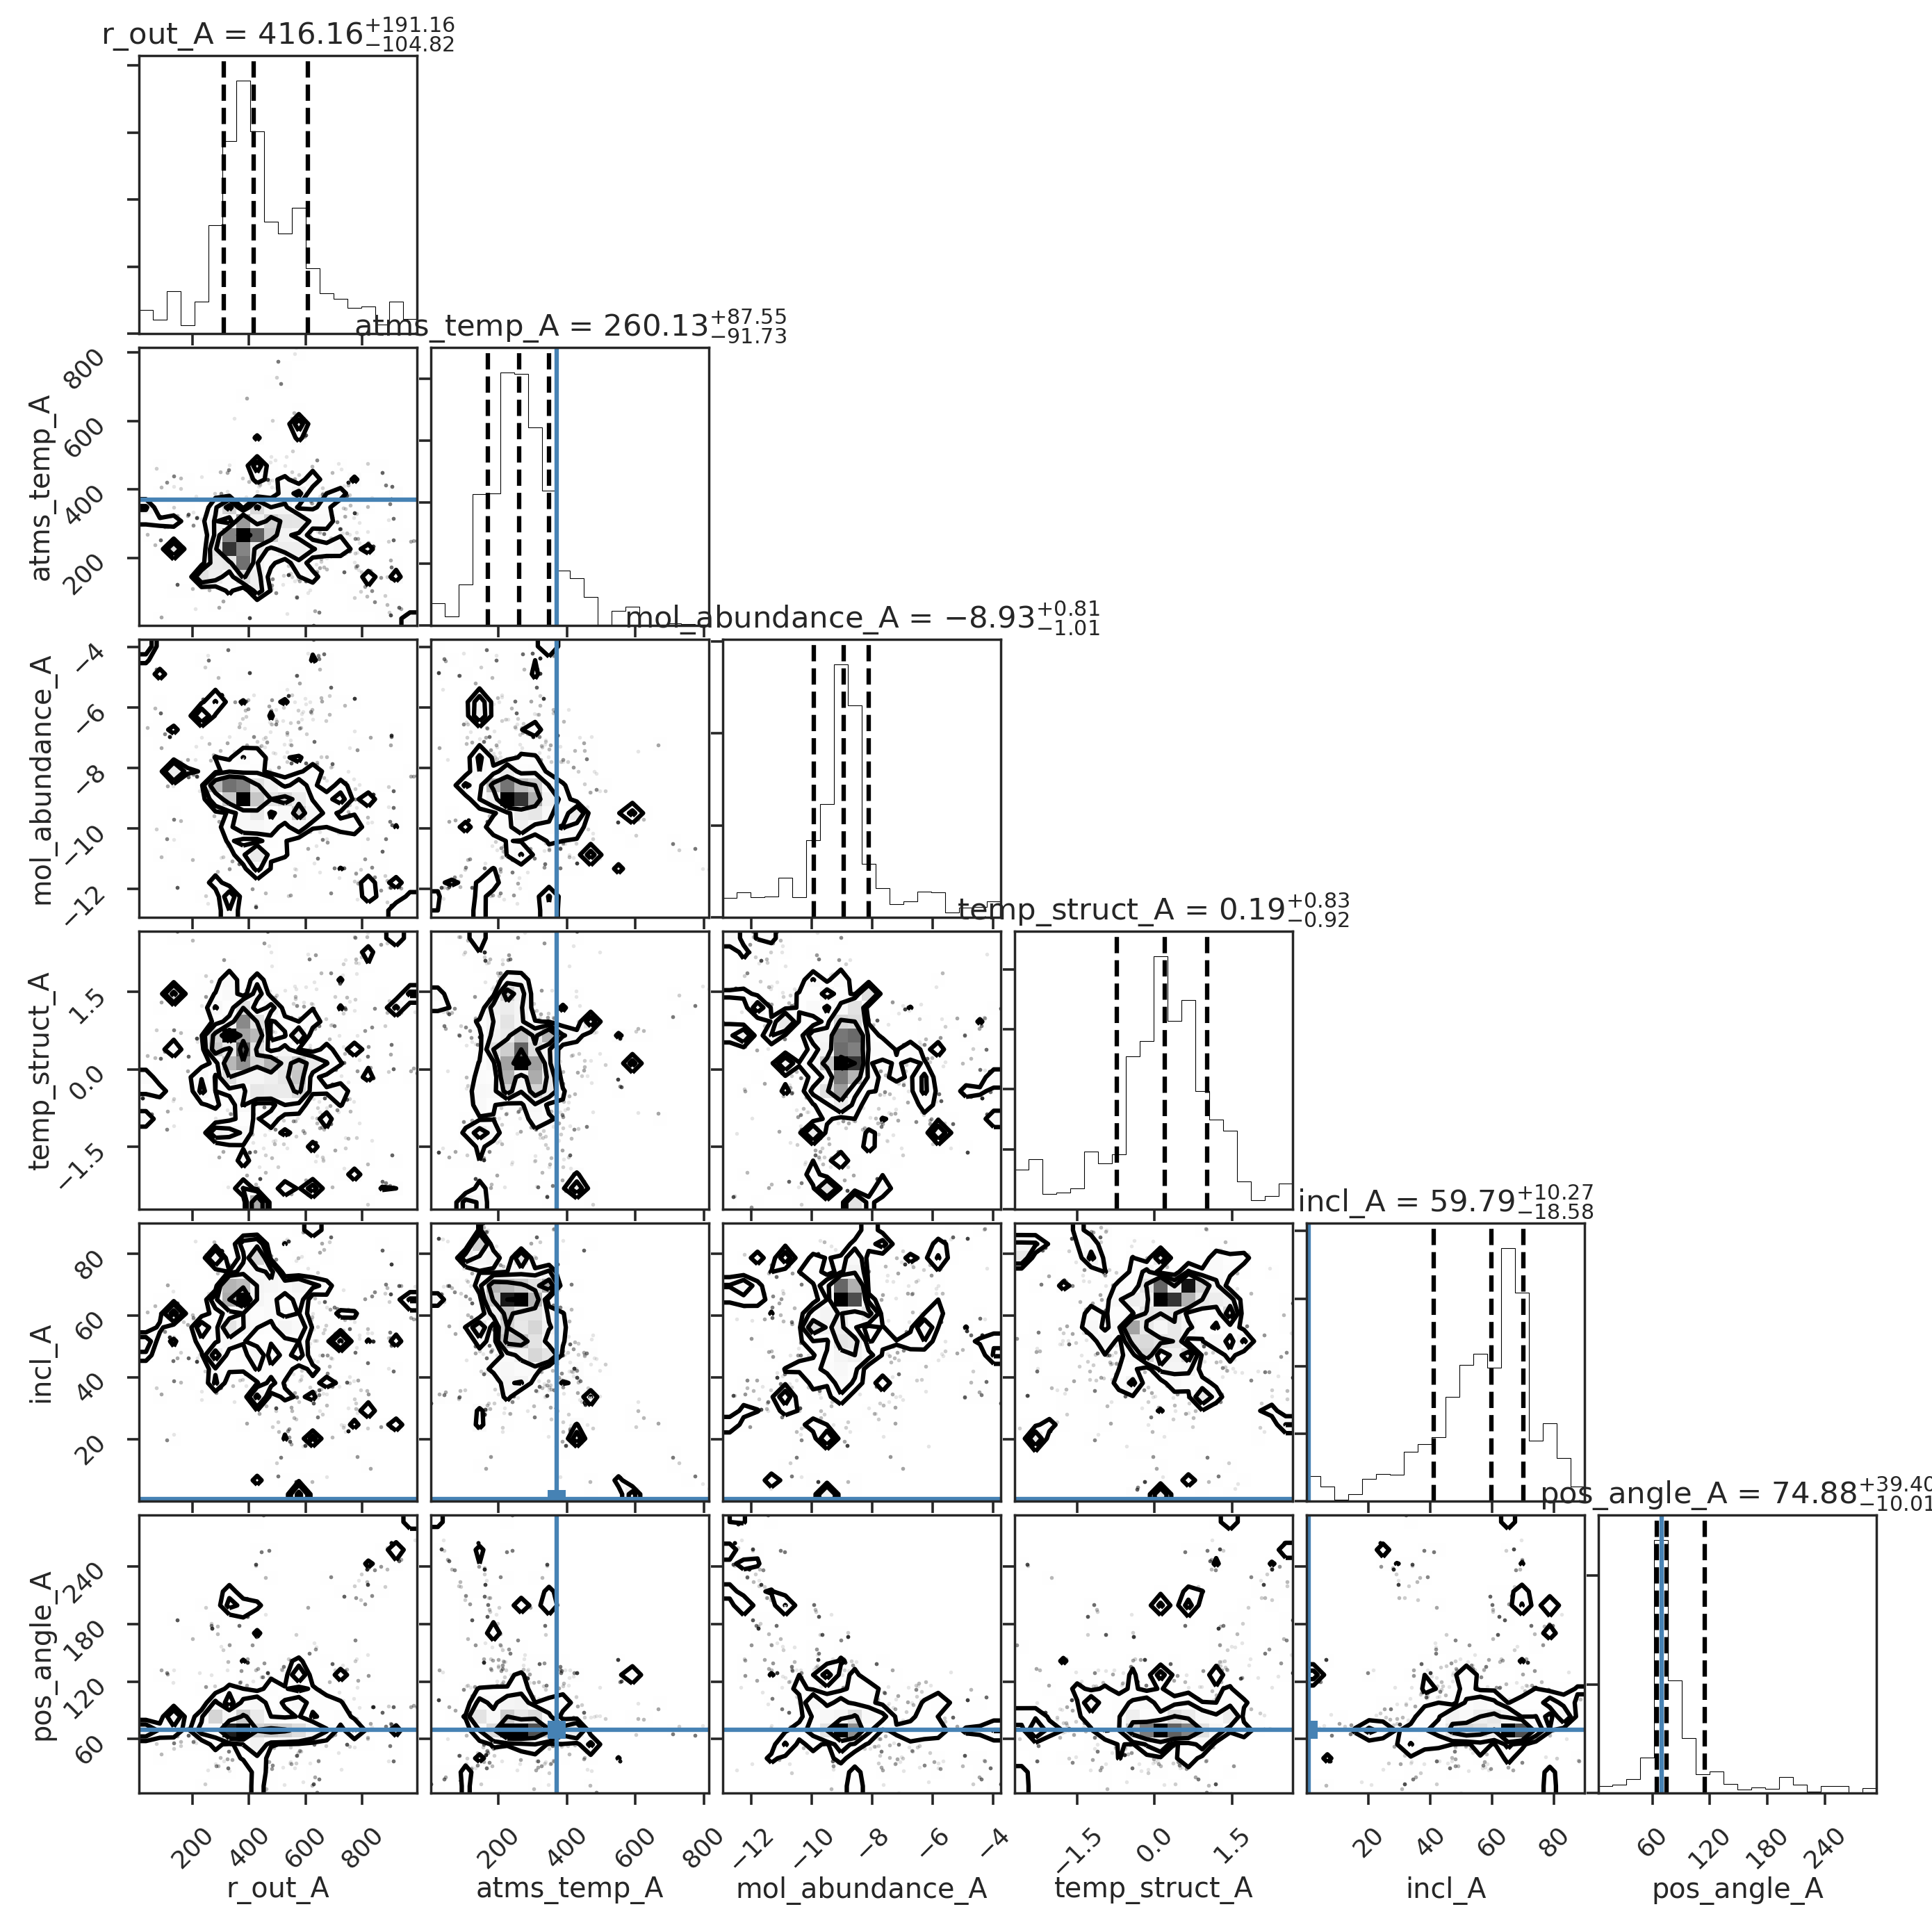 r_out_A = 416.16+191.16−104.82
atms_temp_A = 260.13+87.55−91.73
800
600
400
200
atms_temp_A
mol_abundance_A = −8.93+0.81−1.01
−4
−6
−8
−10
−12
mol_abundance_A
temp_struct_A = 0.19+0.83−0.92
1.5
0.0
−1.5
temp_struct_A
incl_A = 59.79+10.27−18.58
80
60
40
20
incl_A
pos_angle_A = 74.88+39.40−10.01
240
180
120
60
pos_angle_A
200 400 600 800
200 400 600 800
−12 −10 −8 −6 −4
−1.5 0.0 1.5
20 40 60 80
60 120 180 240
r_out_A
atms_temp_A
mol_abundance_A
temp_struct_A
incl_A
pos_angle_A